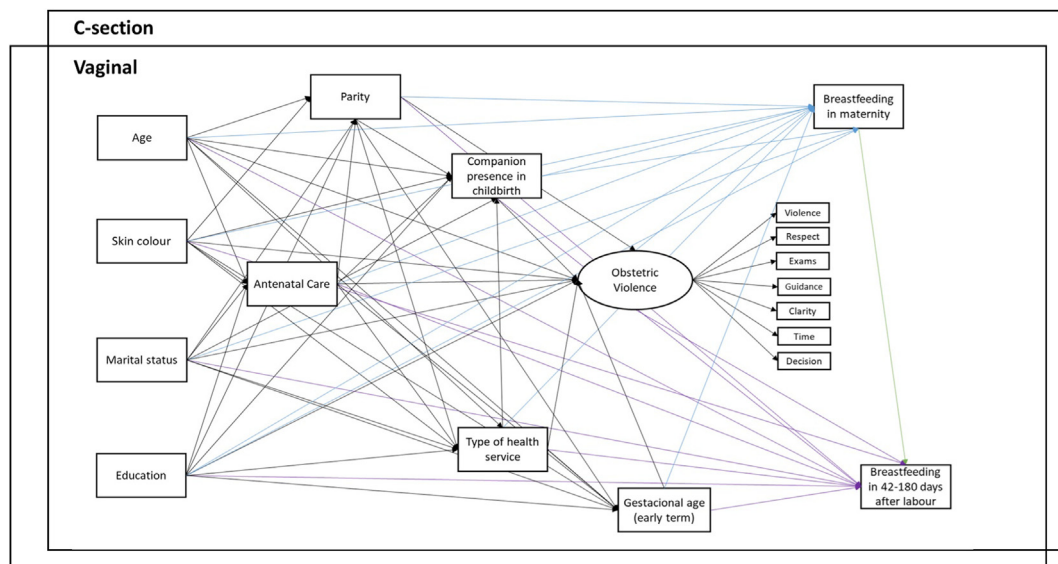 C-section
Vaginal
Parity
Breastfeeding
in maternity
Age
Companion
presence in
childbirth
Violence
Skin colour
Respect
Exams
Antenatal Care
Obstetric
Violence
Guidance
Clarity
Time
Marital status
Decision
Type of health
service
Education
Breastfeeding
in 42-180 days
after labour
Gestacional age
(early term)